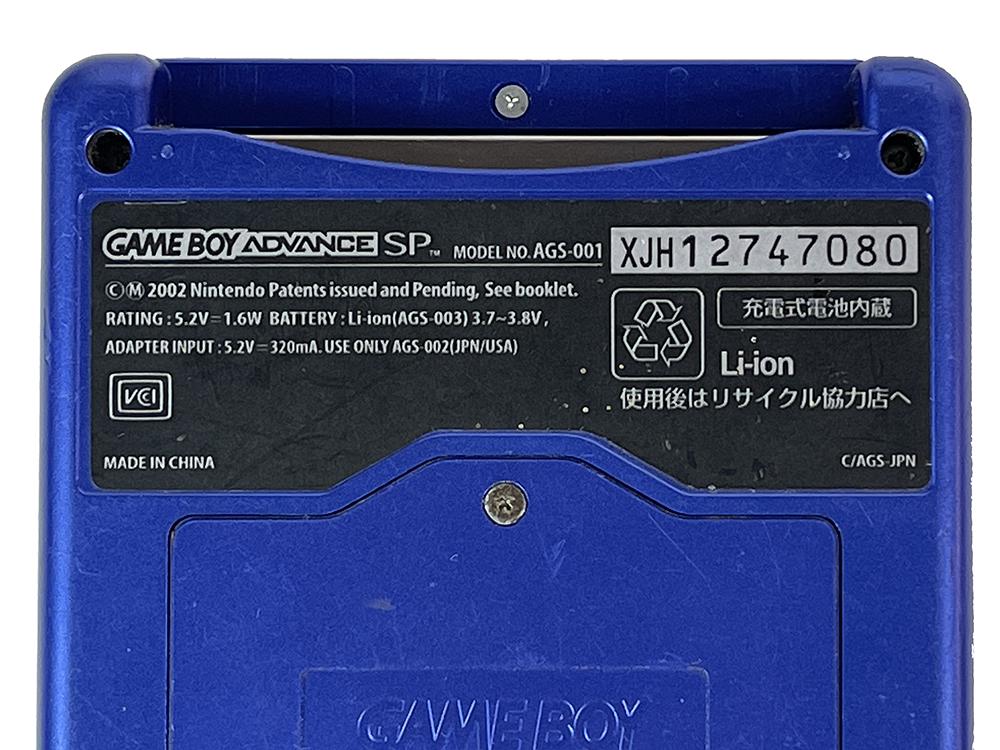 GAME BOY ADVANCE SP™ MODEL NO. AGS-001
XJH12747080
ⒸⓂ 2002 Nintendo Patents issued and Pending, See booklet.
RATING : 5.2V⎓1.6W BATTERY : Li-ion(AGS-003) 3.7~3.8V ,
ADAPTER INPUT : 5.2V⎓320mA. USE ONLY AGS-002(JPN/USA)
VCI
MADE IN CHINA
充電式電池内蔵
Li-ion
使用後はリサイクル協力店へ
C/AGS-JPN
GAME BOY